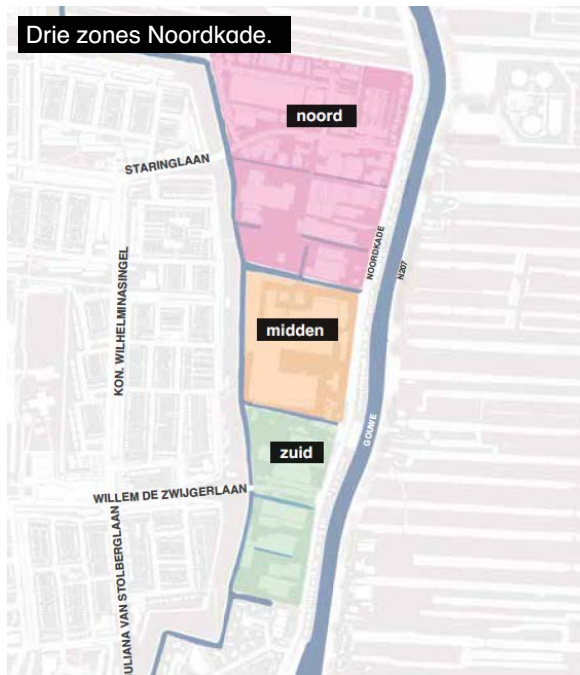 Drie zones Noordkade.
noord
STARINGLAAN
NOORDKADE
N207
KON. WILHELMINASINGEL
midden
GOUWE
zuid
WILLEM DE ZWIJGERLAAN
ULIANA VAN STOLBERGLAAN